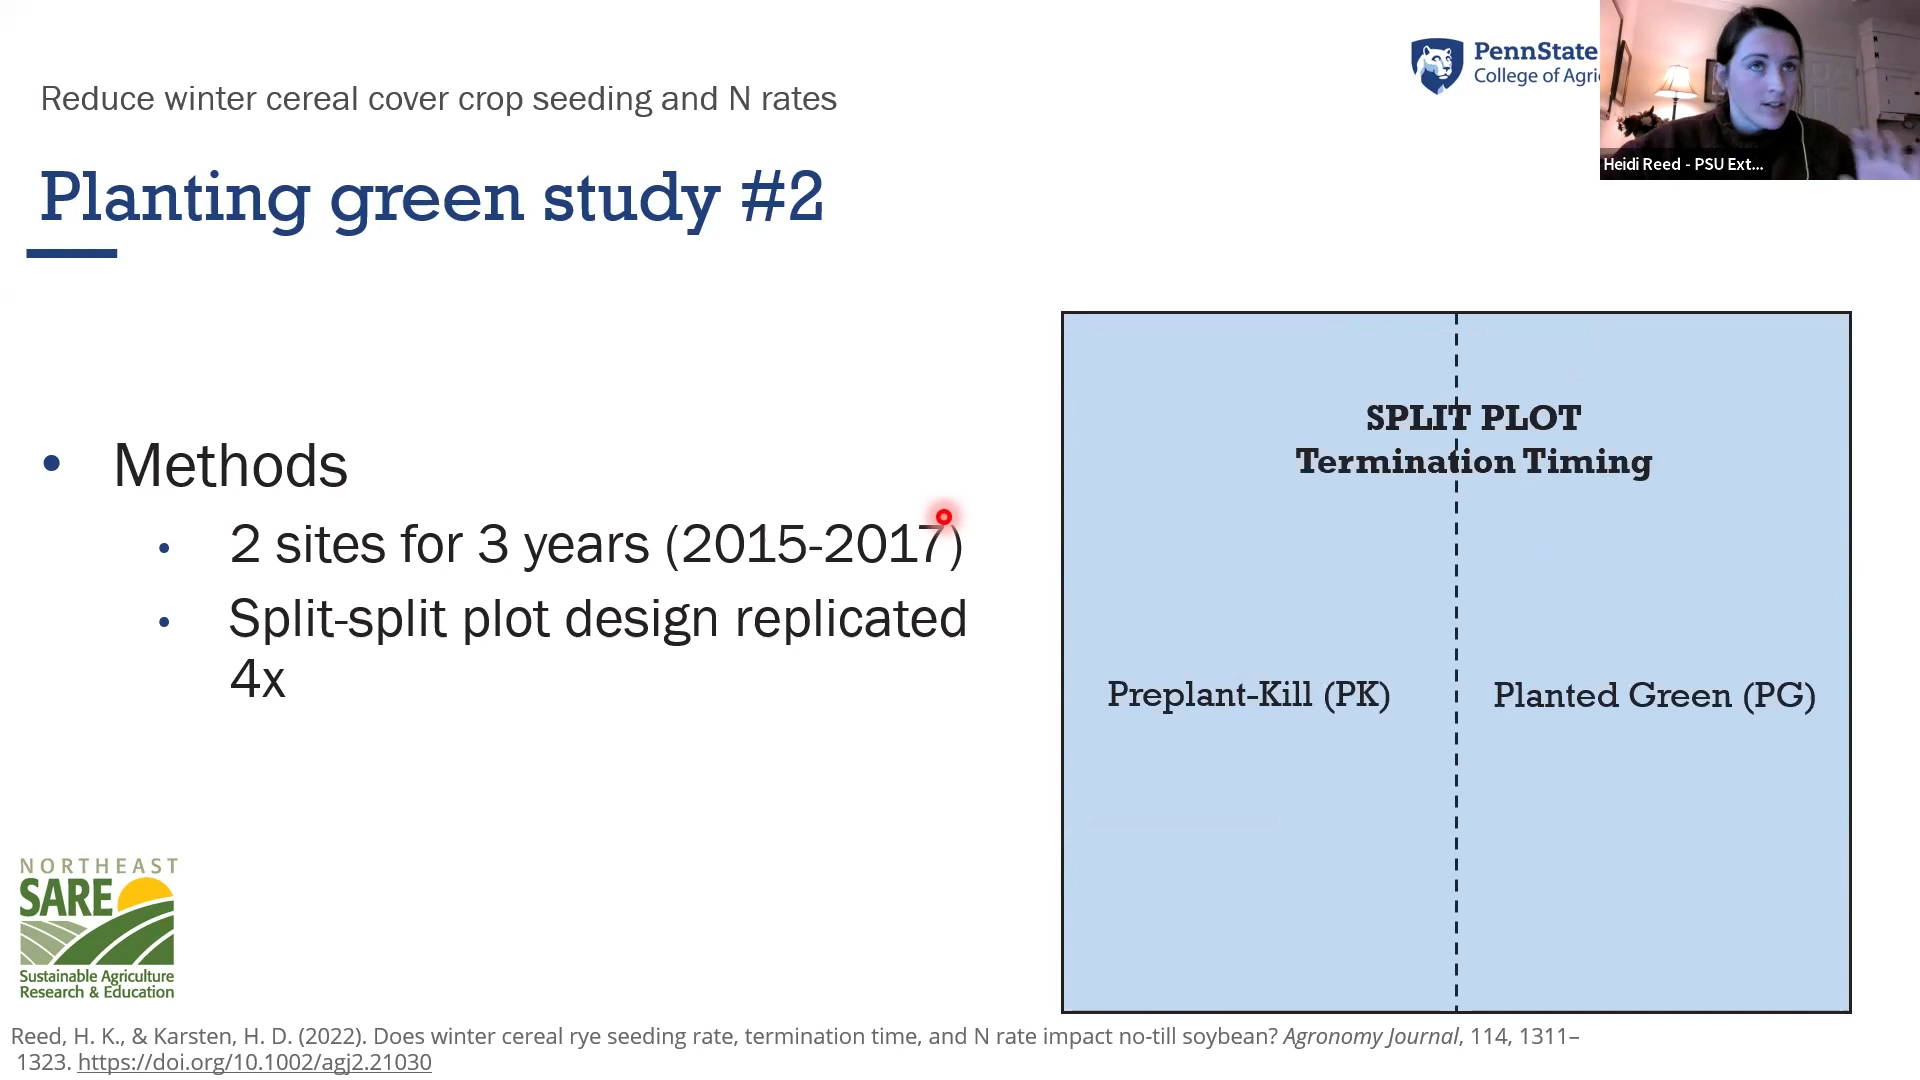 Reduce winter cereal cover crop seeding and N rates
PennState
College of Agri
Heidi Reed - PSU Ext...
Planting green study #2
• Methods
• 2 sites for 3 years (2015-2017)
• Split-split plot design replicated
4x
SPLIT PLOT
Termination Timing
Preplant-Kill (PK)
Planted Green (PG)
NORTHEAST
SARE
Sustainable Agriculture
Research & Education
Reed, H. K., & Karsten, H. D. (2022). Does winter cereal rye seeding rate, termination time, and N rate impact no-till soybean? Agronomy Journal, 114, 1311–
1323. https://doi.org/10.1002/agj2.21030